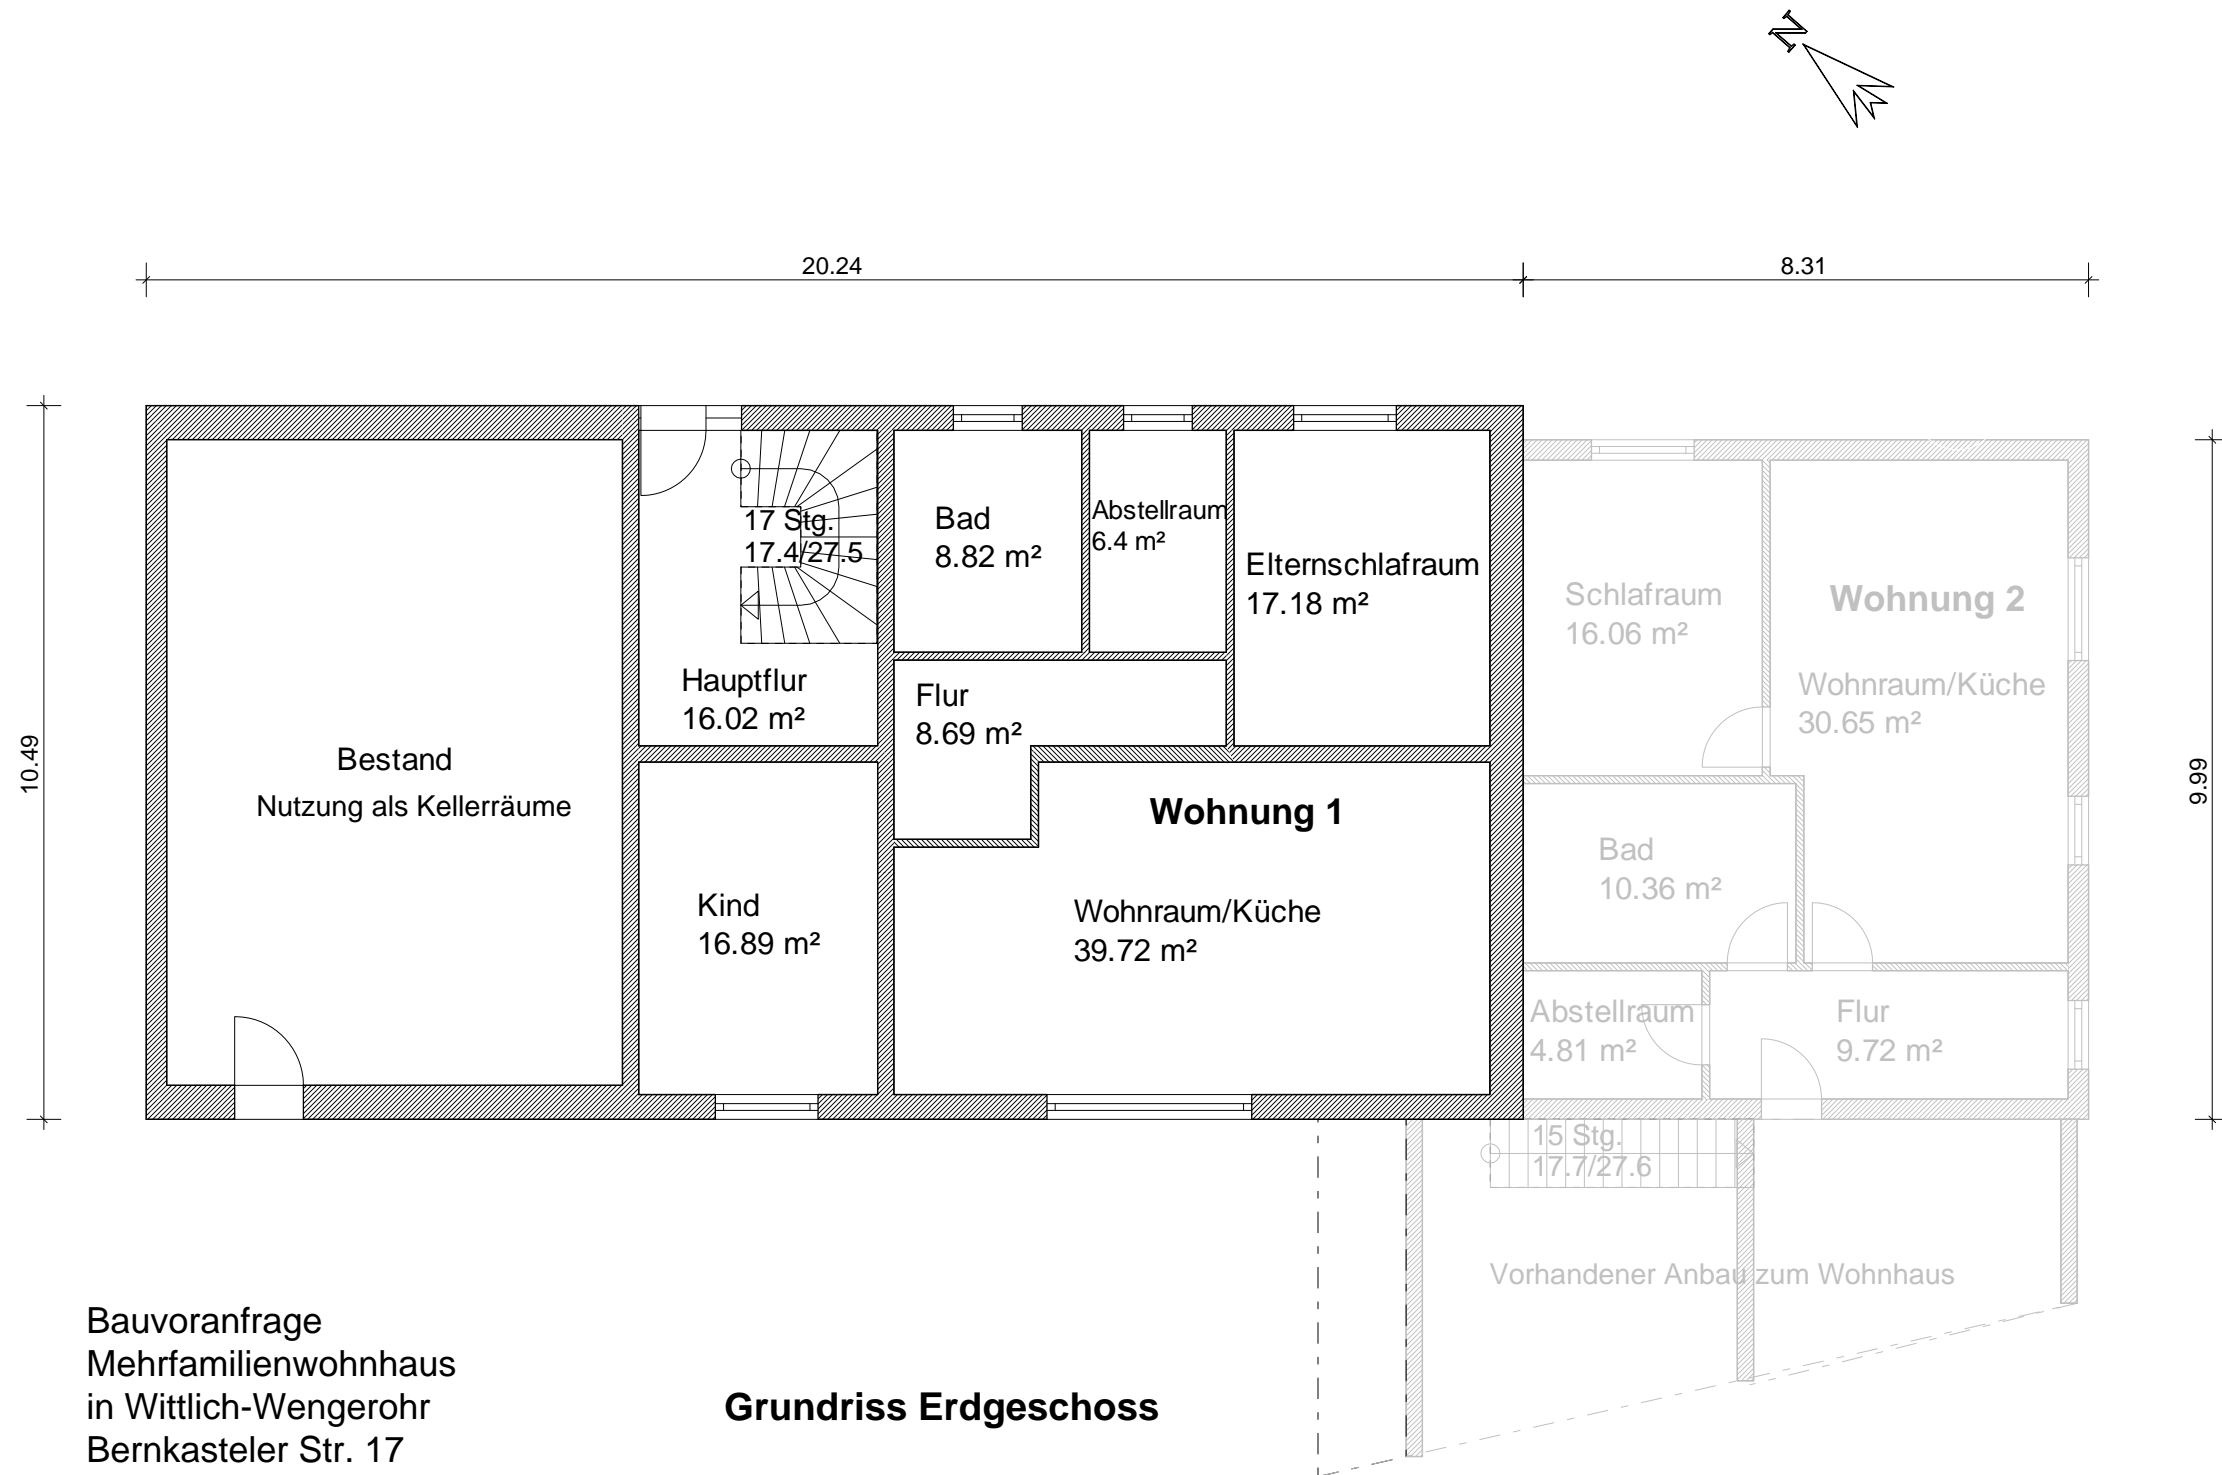 N
20.24
8.31
10.49
9.99
17 Stg.
17.4/27.5
Bad
8.82 m²
Abstellraum
6.4 m²
Elternschlafraum
17.18 m²
Schlafraum
16.06 m²
Wohnung 2
Wohnraum/Küche
30.65 m²
Hauptflur
16.02 m²
Flur
8.69 m²
Bestand
Nutzung als Kellerräume
Wohnung 1
Kind
16.89 m²
Wohnraum/Küche
39.72 m²
Bad
10.36 m²
Abstellraum
4.81 m²
Flur
9.72 m²
15 Stg.
17.7/27.6
Vorhandener Anbau zum Wohnhaus
Bauvoranfrage
Mehrfamilienwohnhaus
in Wittlich-Wengerohr
Bernkasteler Str. 17
Grundriss Erdgeschoss